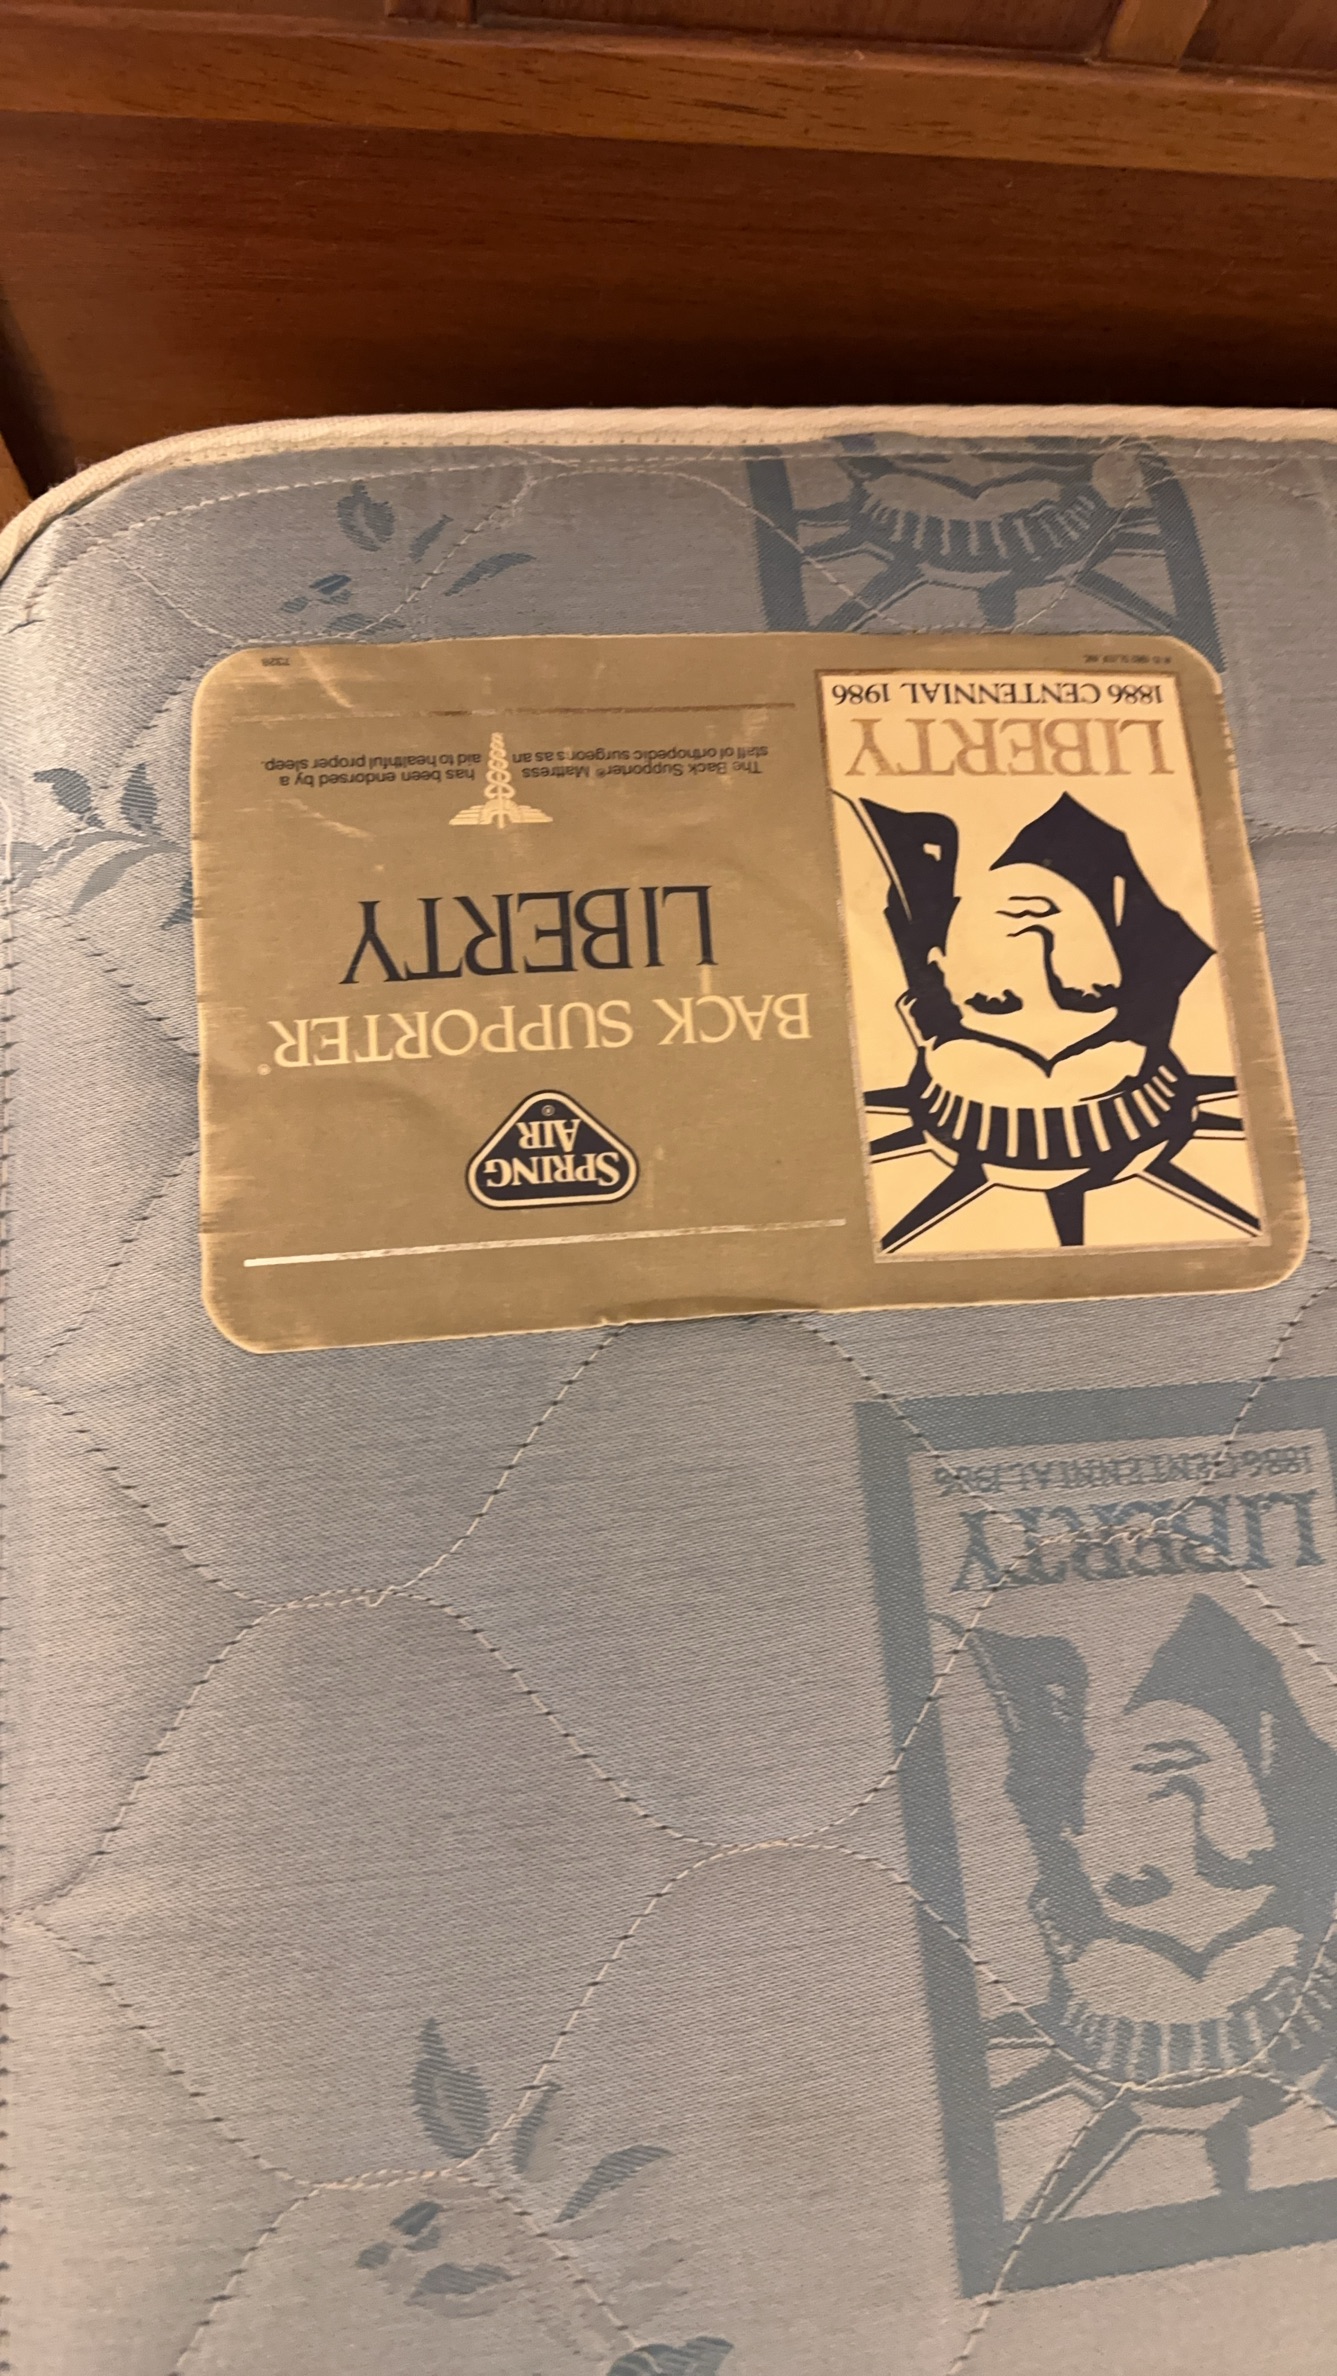 SPRING
AIR
®
BACK SUPPORTER®
LIBERTY
The Back Supporter® Mattress has been endorsed by a
staff of orthopedic surgeons as an aid to healthful proper sleep.
7328
LIBERTY
1886 CENTENNIAL 1986
LIBERTY
1886 CENTENNIAL 1986